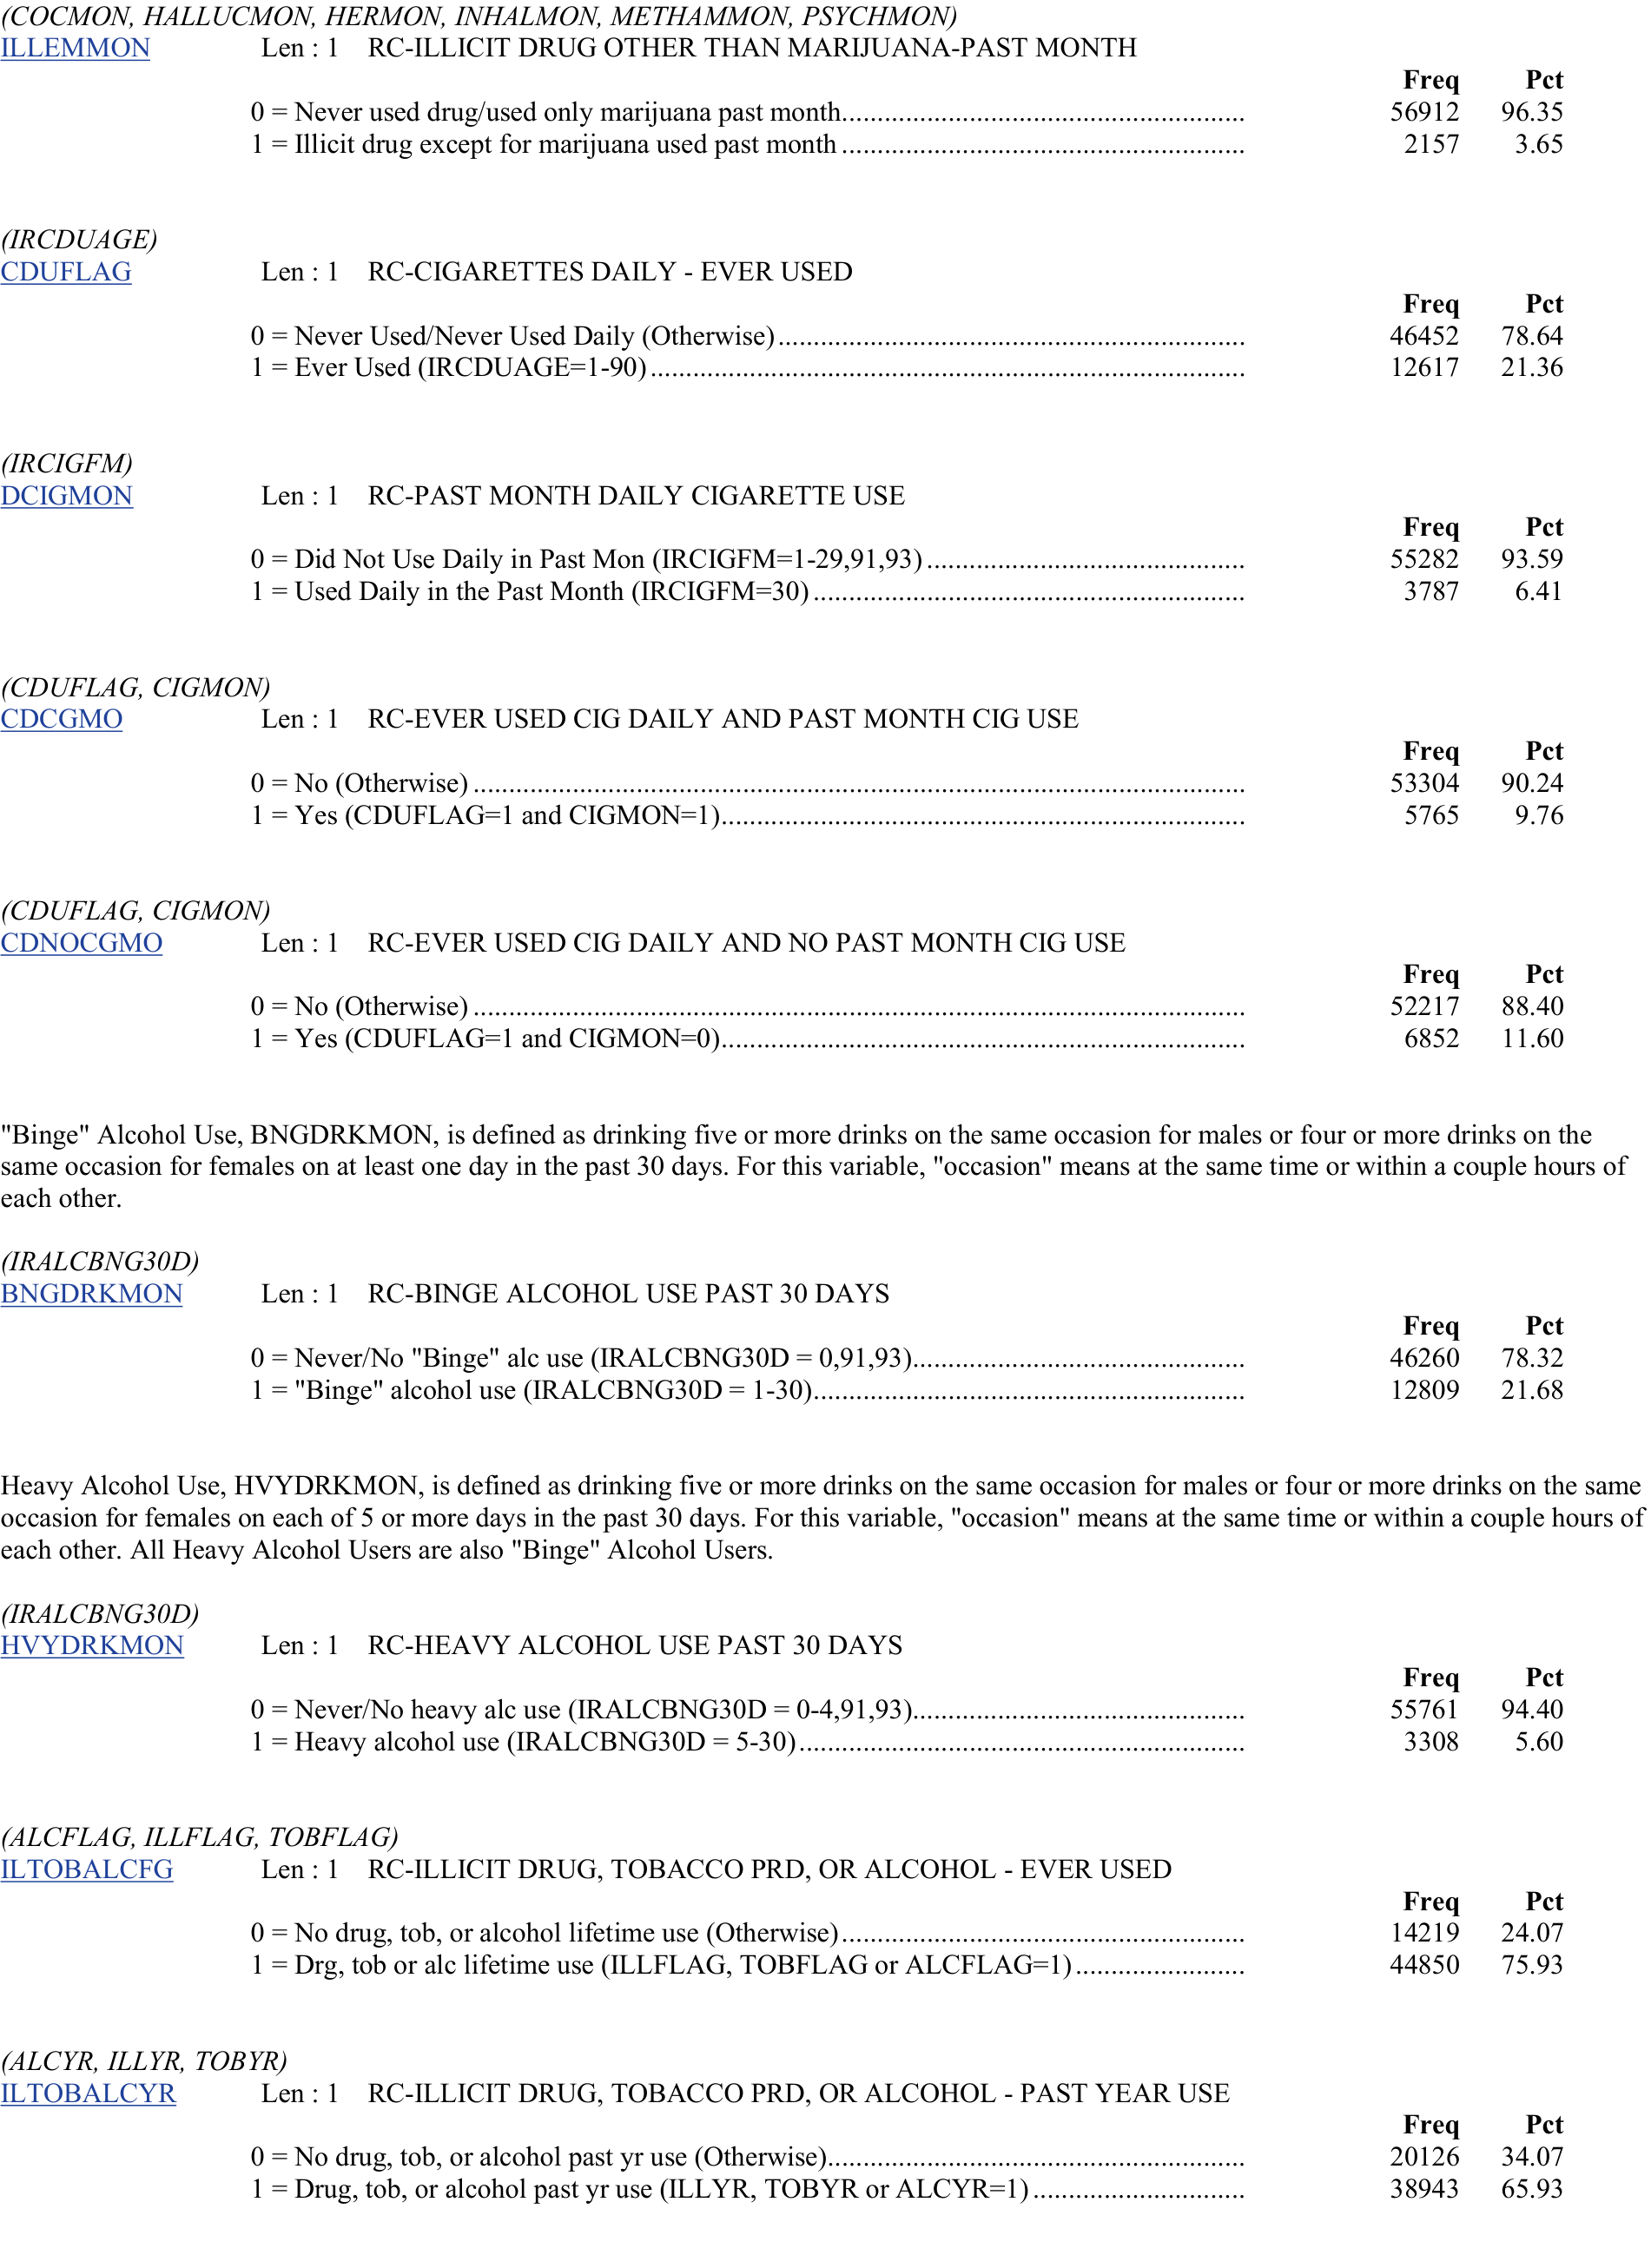 (COCMON, HALLUCMON, HERMON, INHALMON, METHAMMON, PSYCHMON)
ILLEMMON Len : 1 RC-ILLICIT DRUG OTHER THAN MARIJUANA-PAST MONTH
Freq Pct
0 = Never used drug/used only marijuana past month......................................................... 56912 96.35
1 = Illicit drug except for marijuana used past month ......................................................... 2157 3.65
(IRCDUAGE)
CDUFLAG Len : 1 RC-CIGARETTES DAILY - EVER USED
Freq Pct
0 = Never Used/Never Used Daily (Otherwise).................................................................. 46452 78.64
1 = Ever Used (IRCDUAGE=1-90).................................................................................... 12617 21.36
(IRCIGFM)
DCIGMON Len : 1 RC-PAST MONTH DAILY CIGARETTE USE
Freq Pct
0 = Did Not Use Daily in Past Mon (IRCIGFM=1-29,91,93)............................................. 55282 93.59
1 = Used Daily in the Past Month (IRCIGFM=30)............................................................. 3787 6.41
(CDUFLAG, CIGMON)
CDCGMO Len : 1 RC-EVER USED CIG DAILY AND PAST MONTH CIG USE
Freq Pct
0 = No (Otherwise) ............................................................................................................. 53304 90.24
1 = Yes (CDUFLAG=1 and CIGMON=1).......................................................................... 5765 9.76
(CDUFLAG, CIGMON)
CDNOCGMO Len : 1 RC-EVER USED CIG DAILY AND NO PAST MONTH CIG USE
Freq Pct
0 = No (Otherwise) ............................................................................................................. 52217 88.40
1 = Yes (CDUFLAG=1 and CIGMON=0).......................................................................... 6852 11.60
"Binge" Alcohol Use, BNGDRKMON, is defined as drinking five or more drinks on the same occasion for males or four or more drinks on the
same occasion for females on at least one day in the past 30 days. For this variable, "occasion" means at the same time or within a couple hours of
each other.
(IRALCBNG30D)
BNGDRKMON Len : 1 RC-BINGE ALCOHOL USE PAST 30 DAYS
Freq Pct
0 = Never/No "Binge" alc use (IRALCBNG30D = 0,91,93)............................................... 46260 78.32
1 = "Binge" alcohol use (IRALCBNG30D = 1-30)............................................................. 12809 21.68
Heavy Alcohol Use, HVYDRKMON, is defined as drinking five or more drinks on the same occasion for males or four or more drinks on the same
occasion for females on each of 5 or more days in the past 30 days. For this variable, "occasion" means at the same time or within a couple hours of
each other. All Heavy Alcohol Users are also "Binge" Alcohol Users.
(IRALCBNG30D)
HVYDRKMON Len : 1 RC-HEAVY ALCOHOL USE PAST 30 DAYS
Freq Pct
0 = Never/No heavy alc use (IRALCBNG30D = 0-4,91,93)............................................... 55761 94.40
1 = Heavy alcohol use (IRALCBNG30D = 5-30)............................................................... 3308 5.60
(ALCFLAG, ILLFLAG, TOBFLAG)
ILTOBALCFG Len : 1 RC-ILLICIT DRUG, TOBACCO PRD, OR ALCOHOL - EVER USED
Freq Pct
0 = No drug, tob, or alcohol lifetime use (Otherwise)......................................................... 14219 24.07
1 = Drg, tob or alc lifetime use (ILLFLAG, TOBFLAG or ALCFLAG=1)........................ 44850 75.93
(ALCYR, ILLYR, TOBYR)
ILTOBALCYR Len : 1 RC-ILLICIT DRUG, TOBACCO PRD, OR ALCOHOL - PAST YEAR USE
Freq Pct
0 = No drug, tob, or alcohol past yr use (Otherwise)........................................................... 20126 34.07
1 = Drug, tob, or alcohol past yr use (ILLYR, TOBYR or ALCYR=1).............................. 38943 65.93